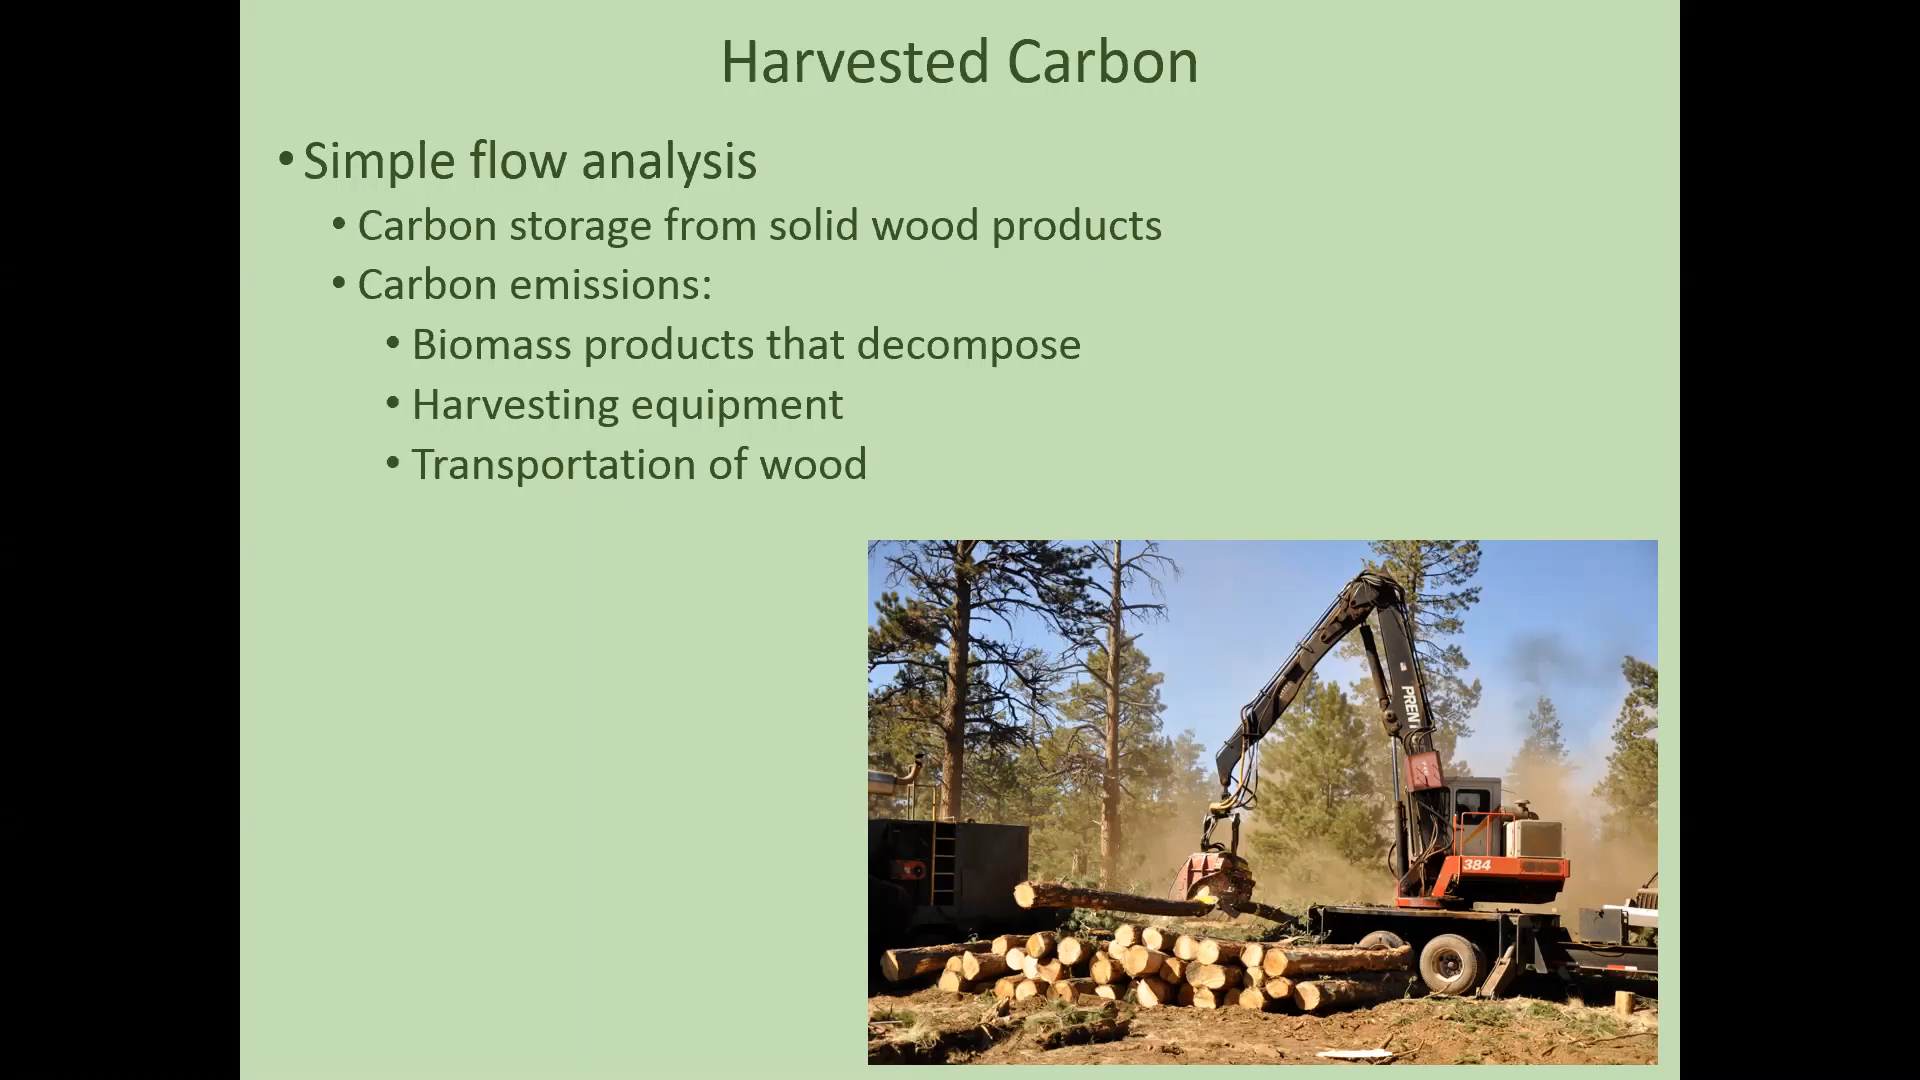 Harvested Carbon
• Simple flow analysis
• Carbon storage from solid wood products
• Carbon emissions:
• Biomass products that decompose
• Harvesting equipment
• Transportation of wood
PREN
384